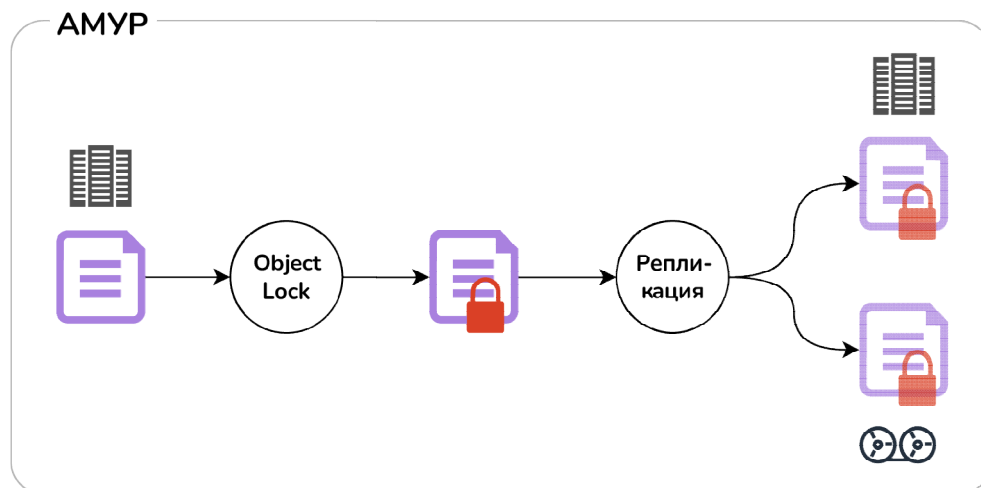 АМУР
Object
Lock
Репли-
кация